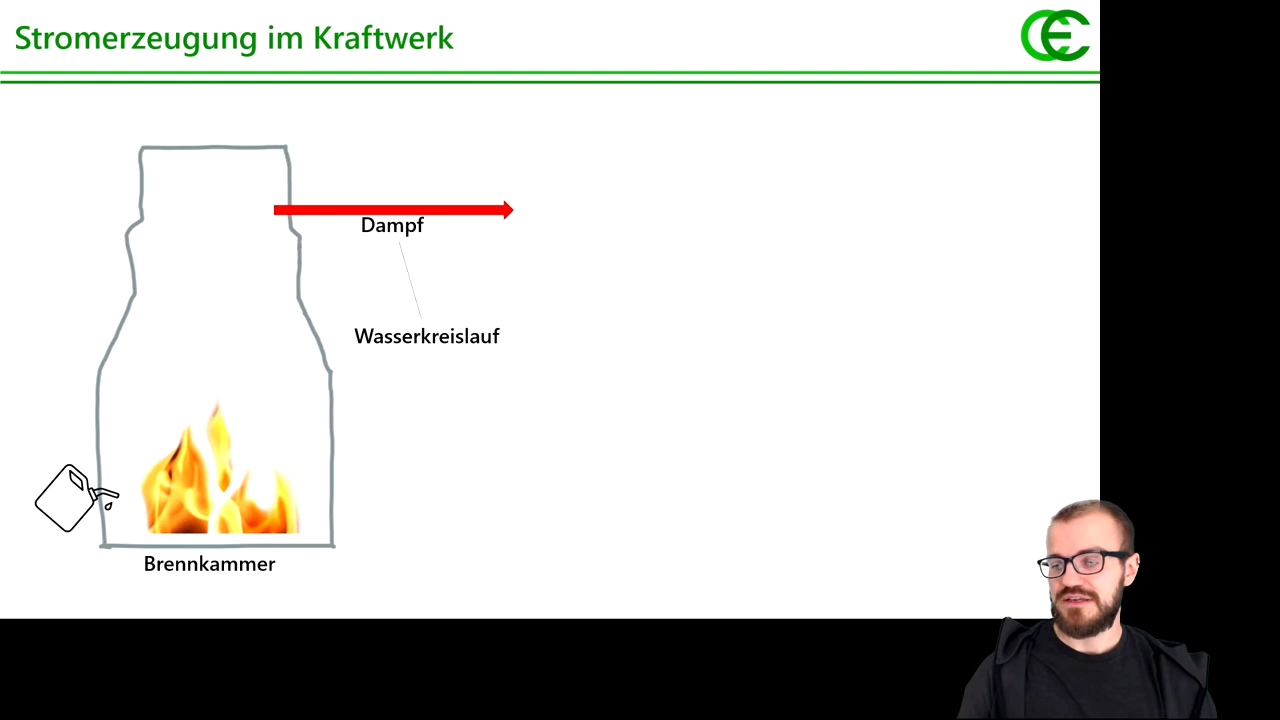 Stromerzeugung im Kraftwerk
Dampf
Wasserkreislauf
Brennkammer